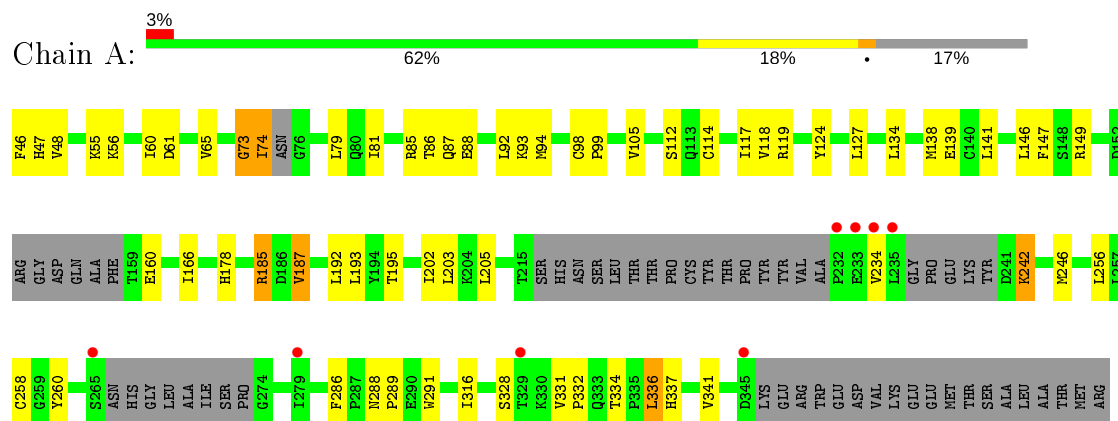 3%
Chain A:
62% 18% • 17%
F46 H47 V48 K55 K56 I60 D61 V65 G73 I74 ASN G76 L79 Q80 I81 R85 T86 Q87 E88 L92 K93 M94 C98 P99 V105 S112 Q113 C114 I117 V118 R119 Y124 L127 L134 M138 E139 C140 L141 L146 F147 S148 R149 D152
ARG GLY ASP GLN ALA PHE T159 E160 I166 H178 R185 D186 V187 L192 L193 Y194 T195 I202 L203 K204 L205 T215 SER HIS ASN SER LEU THR THR PRO CYS TYR THR PRO TYR TYR VAL ALA P232 E233 V234 L235 GLY PRO GLU LYS TYR D241 K242 M246 L256 I257
C258 G259 Y260 S265 ASN HIS GLY LEU ALA ILE SER PRO G274 I279 F286 P287 N288 P289 E290 W291 I316 S328 T329 K330 V331 P332 Q333 T334 P335 L336 H337 V341 D345 LYS GLU ARG TRP GLU ASP VAL LYS GLU GLU MET THR SER ALA LEU ALA THR MET ARG